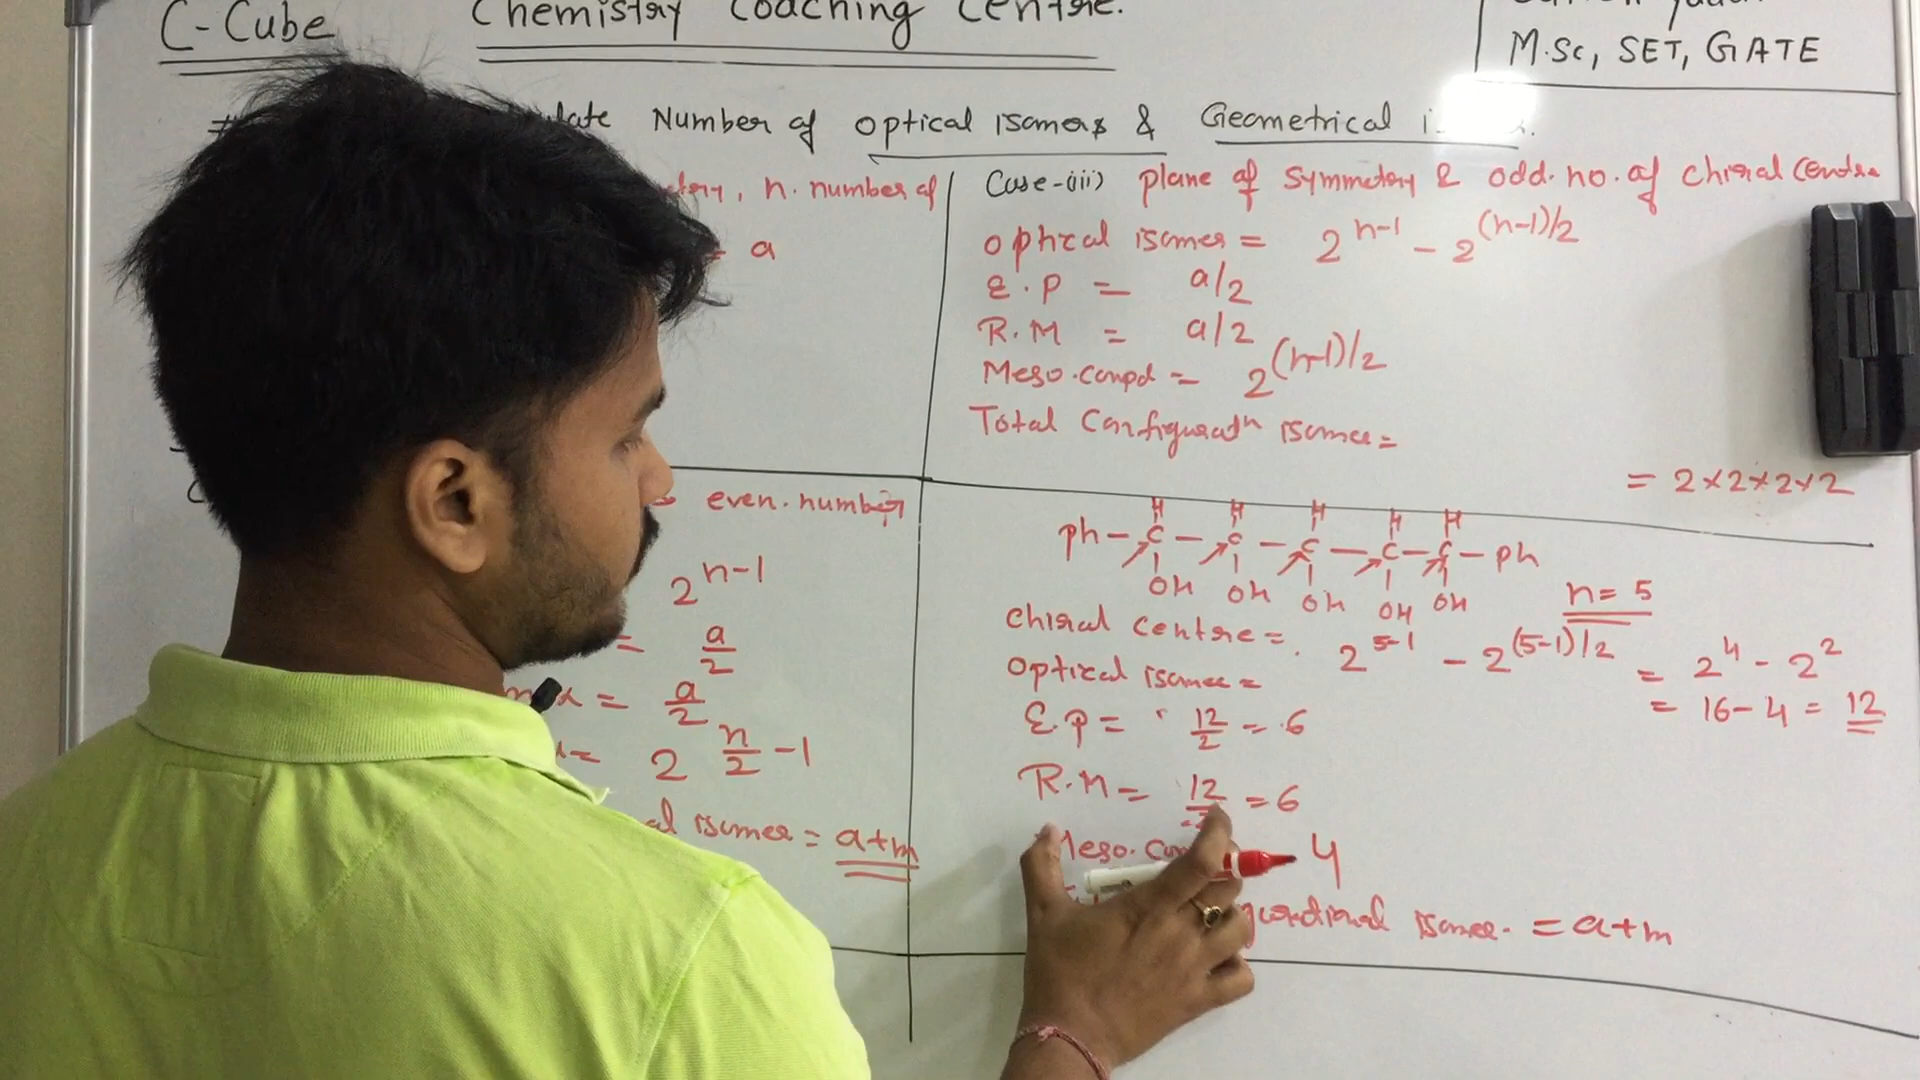 C-Cube Chemistry Coaching Centre.
M.Sc, SET, GATE
late Number of optical isomers & Geometrical
n. number of
= a
even. number
2^n-1
= a/2
= a/2
= 2^n/2 - 1
al isomer = a+m
Case-(iii) plane of symmetry & odd. no. of chiral centre
optical isomer = 2^n-1 - 2^(n-1)/2
E.P = a/2
R.M = a/2
Meso.compd = 2^(n-1)/2
Total Configuratn isomer =
= 2×2×2×2
H H H H H
ph-C-C-C-C-C-ph
OH OH OH OH OH
n = 5
Chiral Centre =.
Optical isomer = 2^5-1 - 2^(5-1)/2 = 2^4 - 2^2
= 16-4 = 12
E.P = 12/2 = 6
R.M = 12/2 = 6
Meso. 4
isomer. = a+m